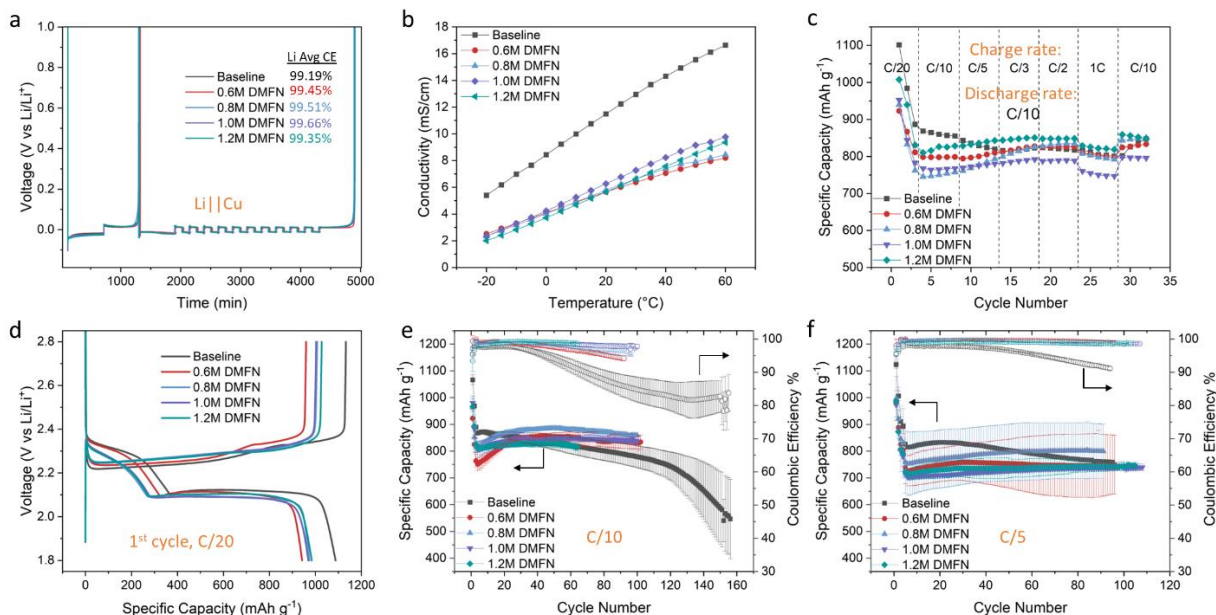 a
Voltage (V vs Li/Li⁺)
1.0
0.8
0.6
0.4
0.2
0.0
Li Avg CE
Baseline 99.19%
0.6M DMFN 99.45%
0.8M DMFN 99.51%
1.0M DMFN 99.66%
1.2M DMFN 99.35%
Li||Cu
1000 2000 3000 4000 5000
Time (min)
b
Conductivity (mS/cm)
18
16
14
12
10
8
6
4
2
0
Baseline
0.6M DMFN
0.8M DMFN
1.0M DMFN
1.2M DMFN
-20 0 20 40 60
Temperature (°C)
c
Specific Capacity (mAh g⁻¹)
1100
1000
900
800
700
600
500
Charge rate:
C/20 C/10 C/5 C/3 C/2 1C C/10
Discharge rate:
C/10
Baseline
0.6M DMFN
0.8M DMFN
1.0M DMFN
1.2M DMFN
0 5 10 15 20 25 30 35
Cycle Number
d
Voltage (V vs Li/Li⁺)
2.8
2.6
2.4
2.2
2.0
1.8
Baseline
0.6M DMFN
0.8M DMFN
1.0M DMFN
1.2M DMFN
1ˢᵗ cycle, C/20
0 200 400 600 800 1000 1200
Specific Capacity (mAh g⁻¹)
e
Specific Capacity (mAh g⁻¹)
1200
1100
1000
900
800
700
600
500
400
Baseline
0.6M DMFN
0.8M DMFN
1.0M DMFN
1.2M DMFN
C/10
0 20 40 60 80 100 120 140 160
Cycle Number
100
90
80
70
60
50
40
30
Coulombic Efficiency %
f
Specific Capacity (mAh g⁻¹)
1200
1100
1000
900
800
700
600
500
400
Baseline
0.6M DMFN
0.8M DMFN
1.0M DMFN
1.2M DMFN
C/5
0 20 40 60 80 100 120
Cycle Number
100
90
80
70
60
50
40
30
Coulombic Efficiency %